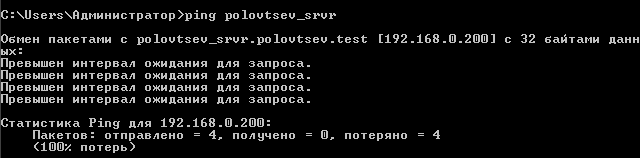 C:\Users\Администратор>ping polovtsev_srvr
Обмен пакетами с polovtsev_srvr.polovtsev.test [192.168.0.200] с 32 байтами данн
ых:
Превышен интервал ожидания для запроса.
Превышен интервал ожидания для запроса.
Превышен интервал ожидания для запроса.
Превышен интервал ожидания для запроса.
Статистика Ping для 192.168.0.200:
Пакетов: отправлено = 4, получено = 0, потеряно = 4
(100% потерь)